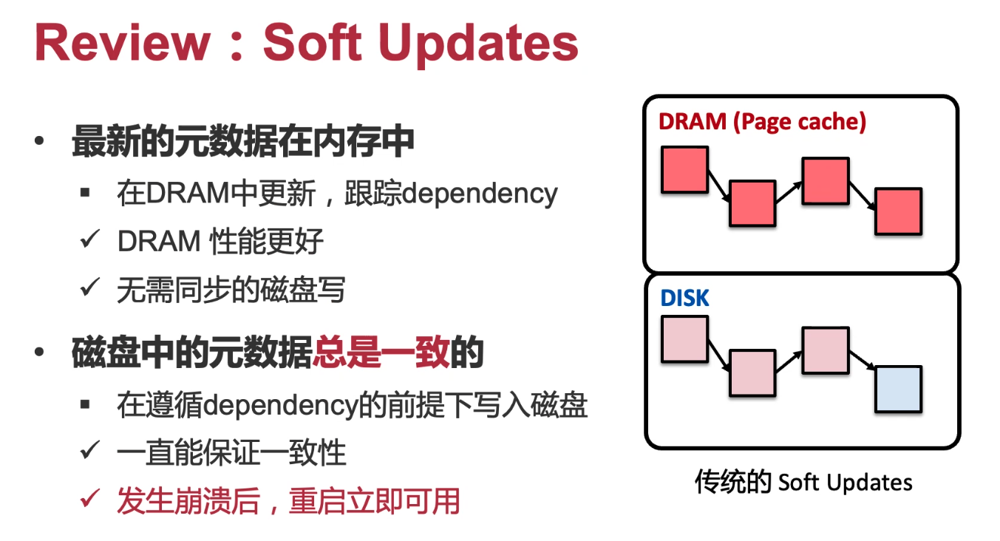 Review：Soft Updates
• 最新的元数据在内存中
▪ 在DRAM中更新，跟踪dependency
✓ DRAM 性能更好
✓ 无需同步的磁盘写
• 磁盘中的元数据总是一致的
▪ 在遵循dependency的前提下写入磁盘
✓ 一直能保证一致性
✓ 发生崩溃后，重启立即可用
DRAM (Page cache)
DISK
传统的 Soft Updates